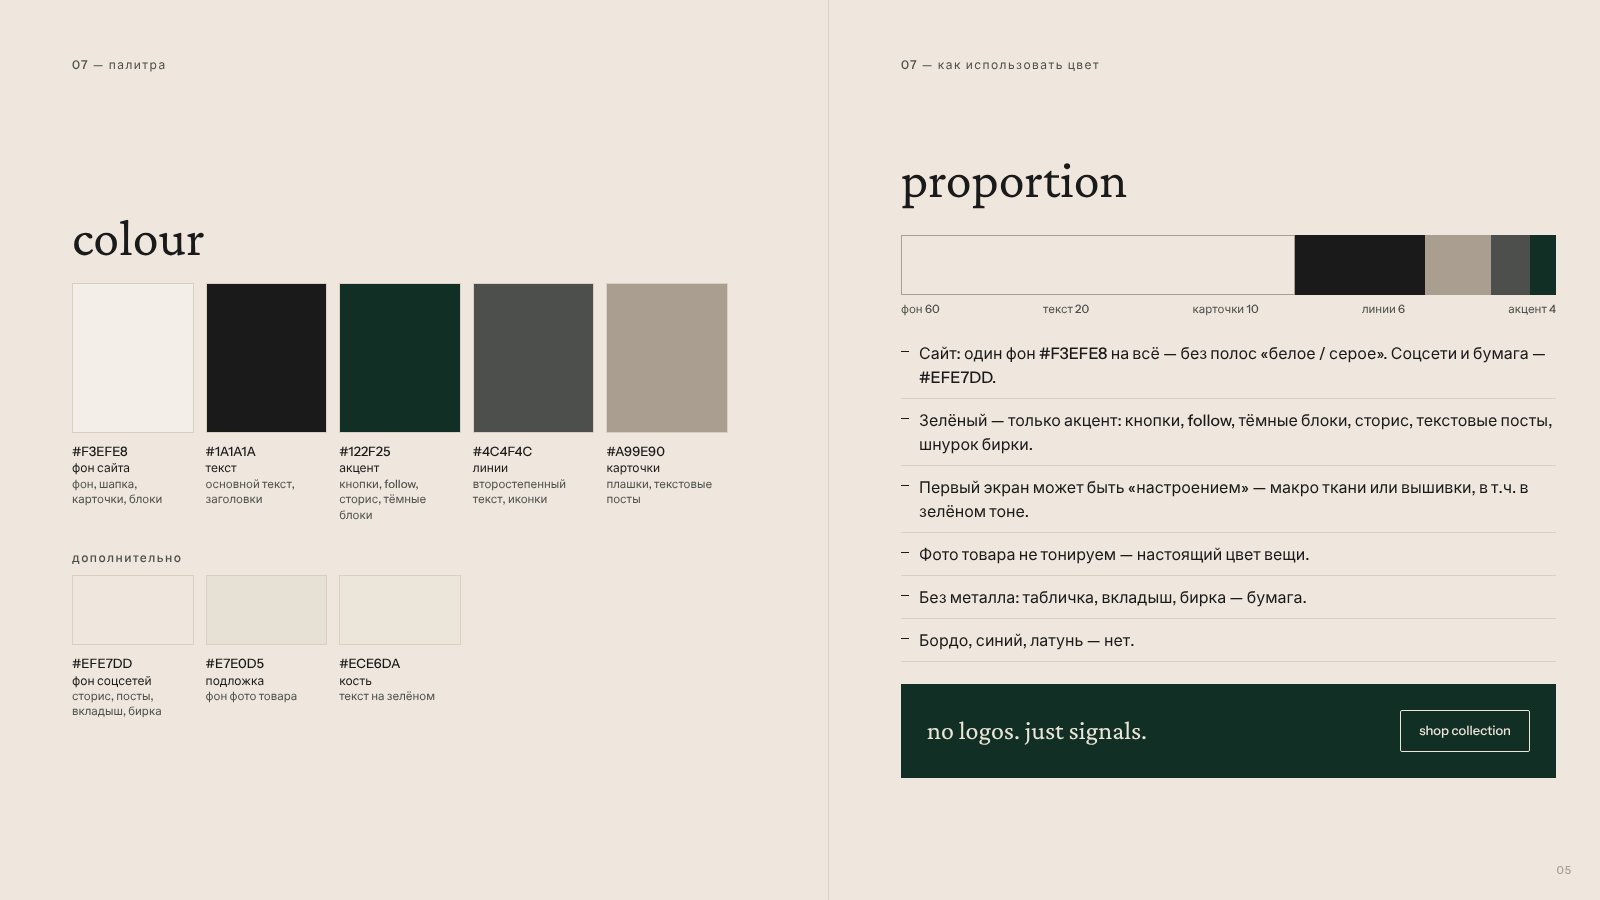 07 — палитра
colour
#F3EFE8
фон сайта
фон, шапка,
карточки, блоки
#1A1A1A
текст
основной текст,
заголовки
#122F25
акцент
кнопки, follow,
сторис, тёмные
блоки
#4C4F4C
линии
второстепенный
текст, иконки
#A99E90
карточки
плашки, текстовые
посты
дополнительно
#EFE7DD
фон соцсетей
сторис, посты,
вкладыш, бирка
#E7E0D5
подложка
фон фото товара
#ECE6DA
кость
текст на зелёном
07 — как использовать цвет
proportion
фон 60
текст 20
карточки 10
линии 6
акцент 4
— Сайт: один фон #F3EFE8 на всё — без полос «белое / серое». Соцсети и бумага —
#EFE7DD.
— Зелёный — только акцент: кнопки, follow, тёмные блоки, сторис, текстовые посты,
шнурок бирки.
— Первый экран может быть «настроением» — макро ткани или вышивки, в т.ч. в
зелёном тоне.
— Фото товара не тонируем — настоящий цвет вещи.
— Без металла: табличка, вкладыш, бирка — бумага.
— Бордо, синий, латунь — нет.
no logos. just signals.
shop collection
05